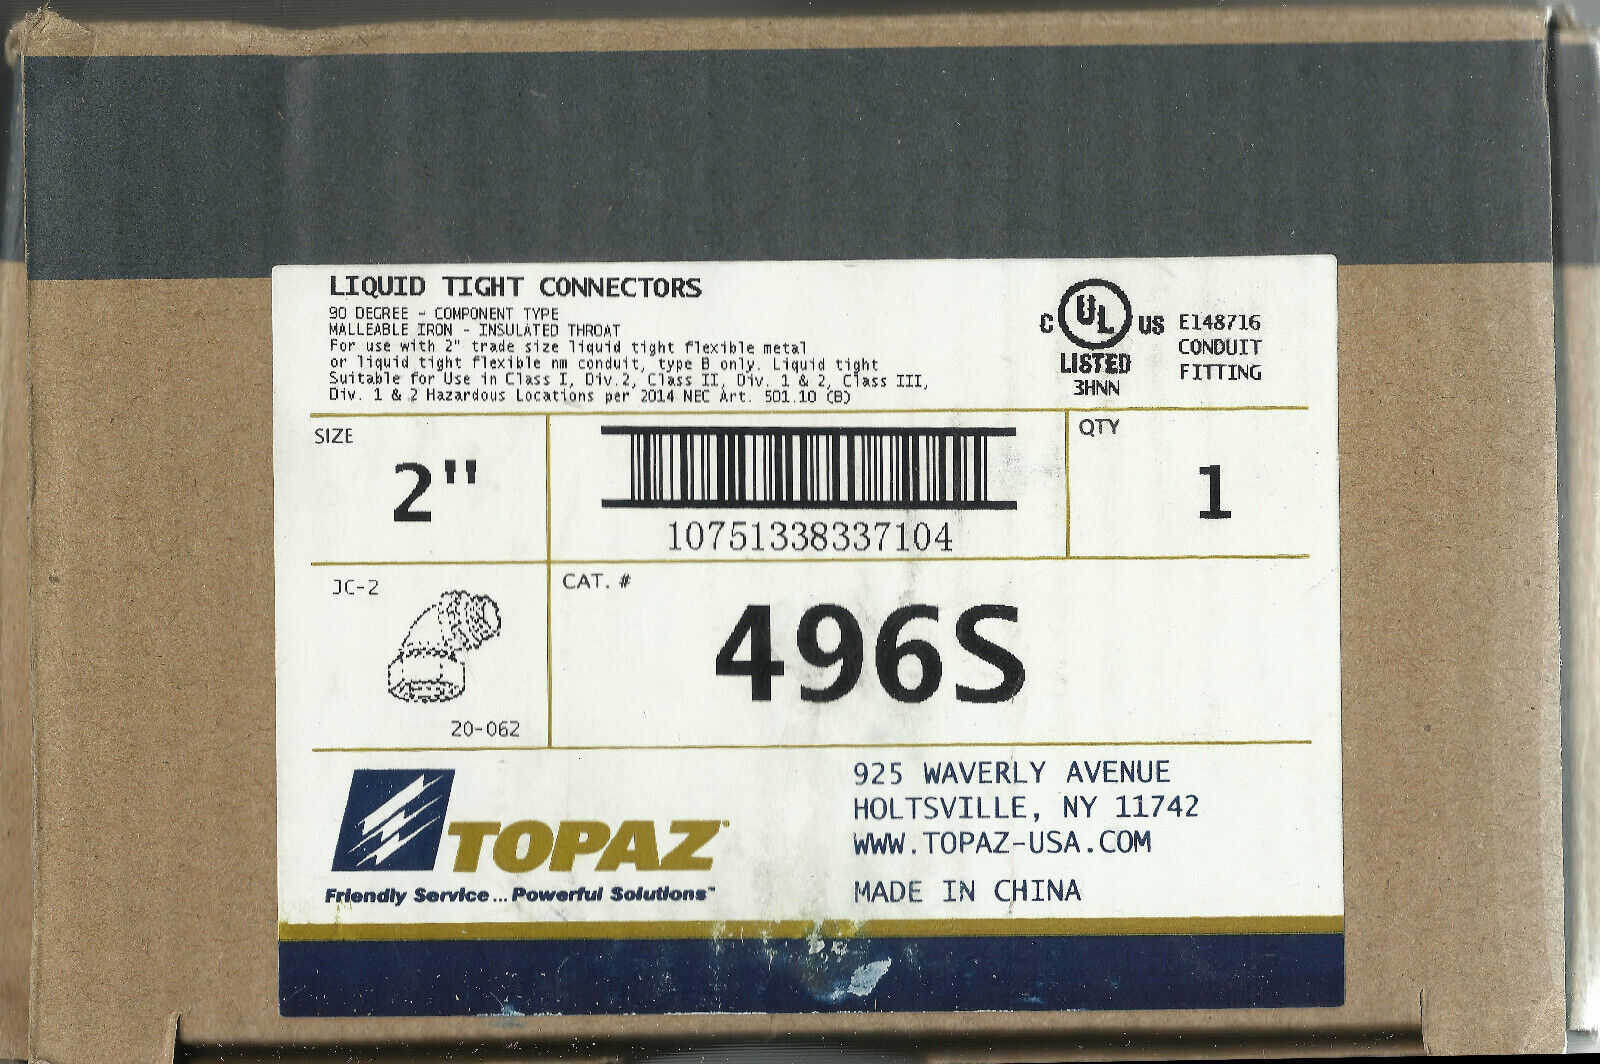 LIQUID TIGHT CONNECTORS
90 DEGREE - COMPONENT TYPE
MALLEABLE IRON - INSULATED THROAT
For use with 2" trade size liquid tight flexible metal
or liquid tight flexible nm conduit, type B only. Liquid tight
Suitable for Use in Class I, Div.2, Class II, Div. 1 & 2, Class III,
Div. 1 & 2 Hazardous Locations per 2014 NEC Art. 501.10 (B)
C UL US
LISTED
3HNN
E148716
CONDUIT
FITTING
SIZE
2"
10751338337104
QTY
1
JC-2
20-062
CAT. #
496S
TOPAZ
Friendly Service... Powerful Solutions™
925 WAVERLY AVENUE
HOLTSVILLE, NY 11742
WWW.TOPAZ-USA.COM
MADE IN CHINA